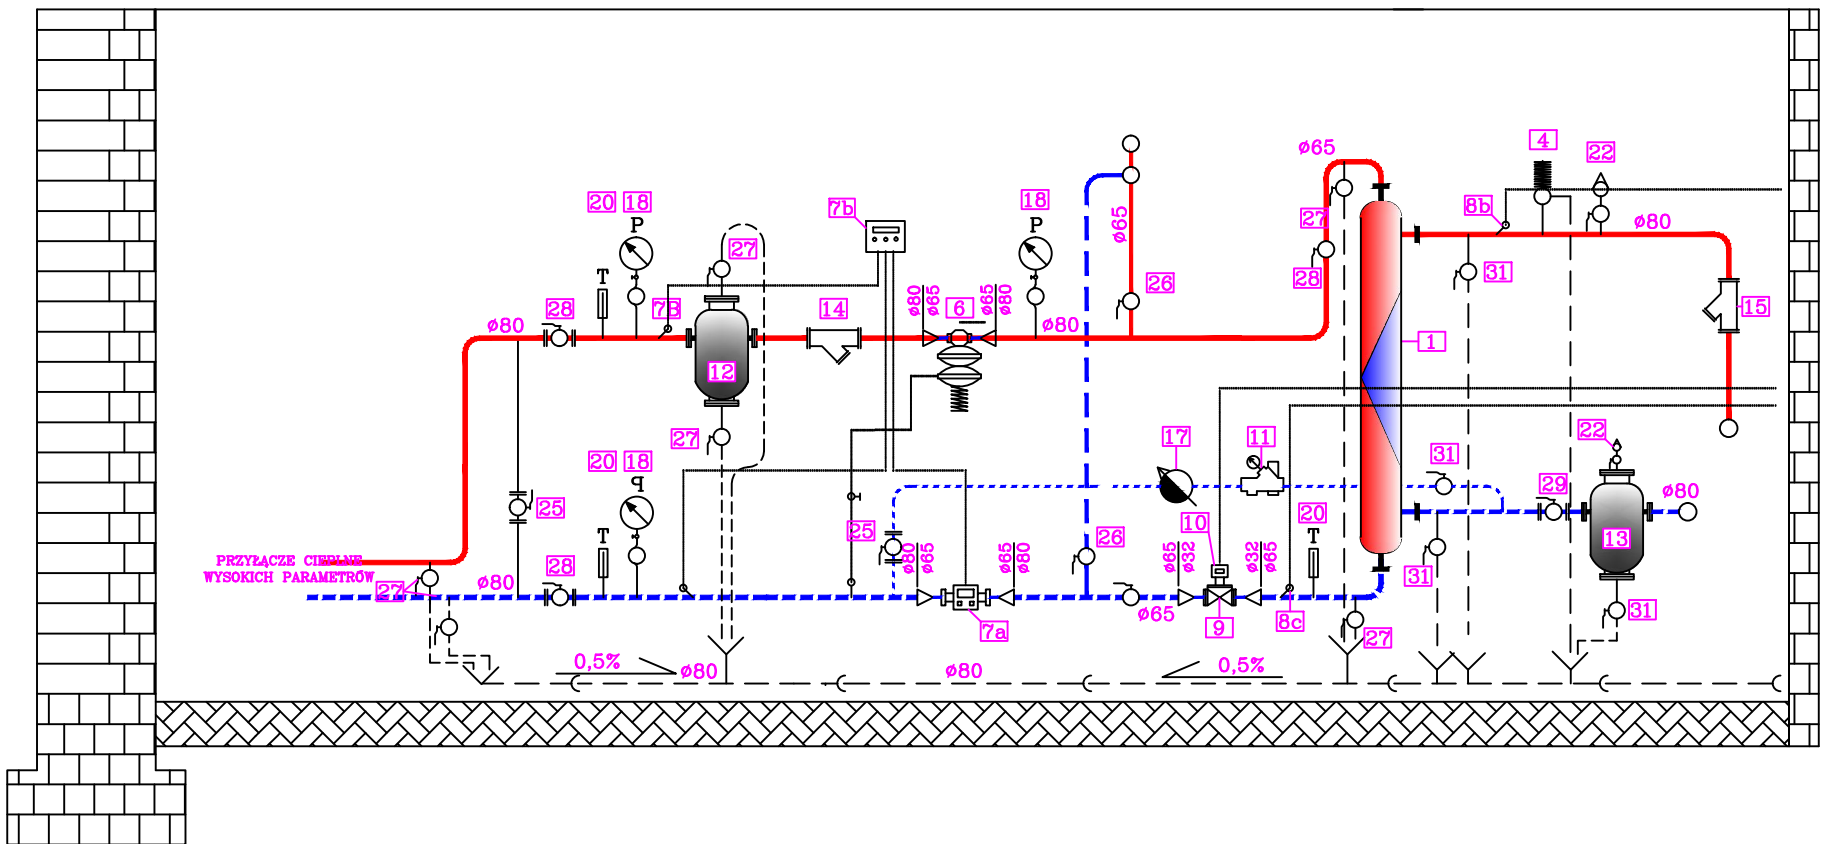 4
22
ø65
20
18
7b
18
8b
ø80
P
P
27
ø65
27
31
T
28
26
28
7B
14
ø80
ø65
6
ø65
ø80
15
ø80
ø80
1
12
17
11
22
27
20
18
31
29
ø80
q
25
25
10
20
T
T
13
PRZYŁĄCZE CIEPLNE
WYSOKICH PARAMETRÓW
28
ø80
ø65
ø65
ø80
26
ø65
ø32
ø32
ø65
31
27
ø80
ø65
31
7a
9
8c
27
0,5%
ø80
ø80
0,5%